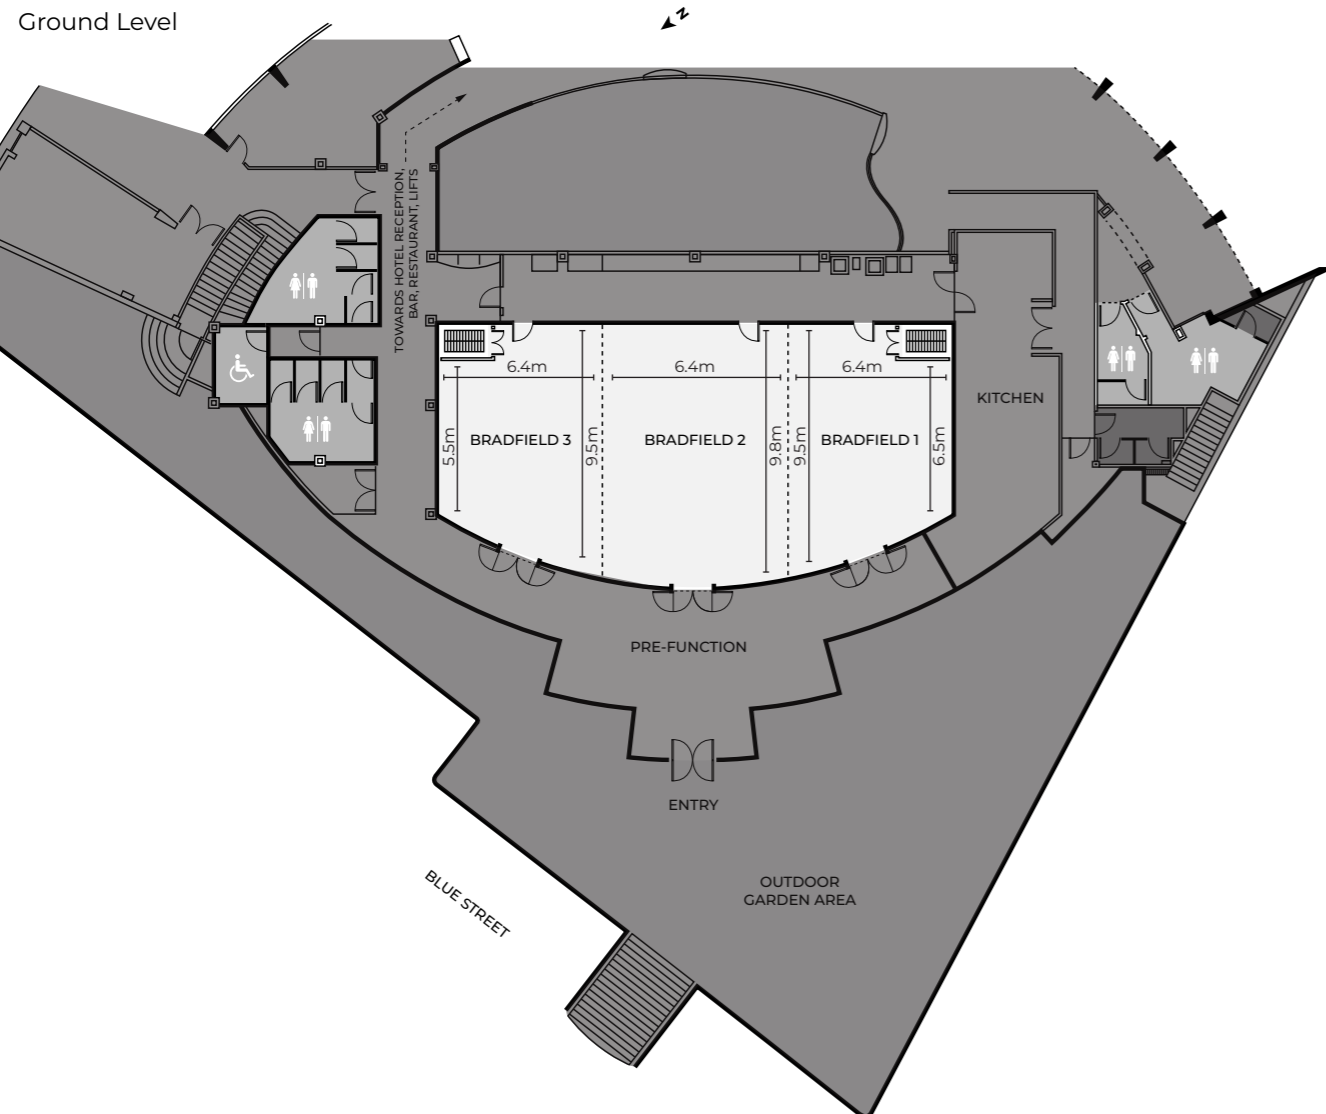 Ground Level
N
TOWARDS HOTEL RECEPTION,
BAR, RESTAURANT, LIFTS
6.4m
6.4m
6.4m
KITCHEN
5.5m
BRADFIELD 3
9.5m
BRADFIELD 2
9.8m
9.5m
BRADFIELD 1
6.5m
PRE-FUNCTION
ENTRY
OUTDOOR
GARDEN AREA
BLUE STREET